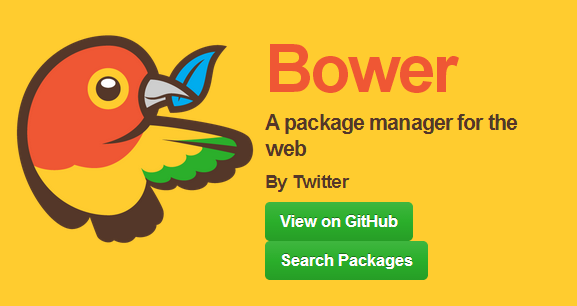 Bower
A package manager for the
web
By Twitter
View on GitHub
Search Packages